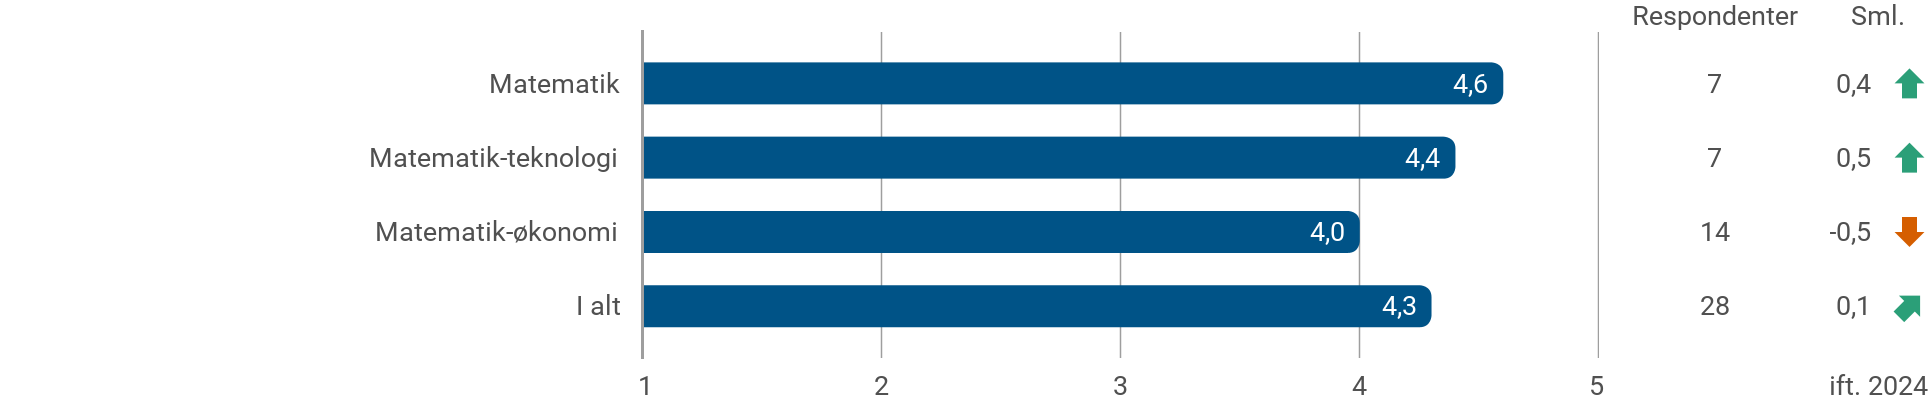 Respondenter Sml.
Matematik 4,6 7 0,4
Matematik-teknologi 4,4 7 0,5
Matematik-økonomi 4,0 14 -0,5
I alt 4,3 28 0,1
1 2 3 4 5 ift. 2024